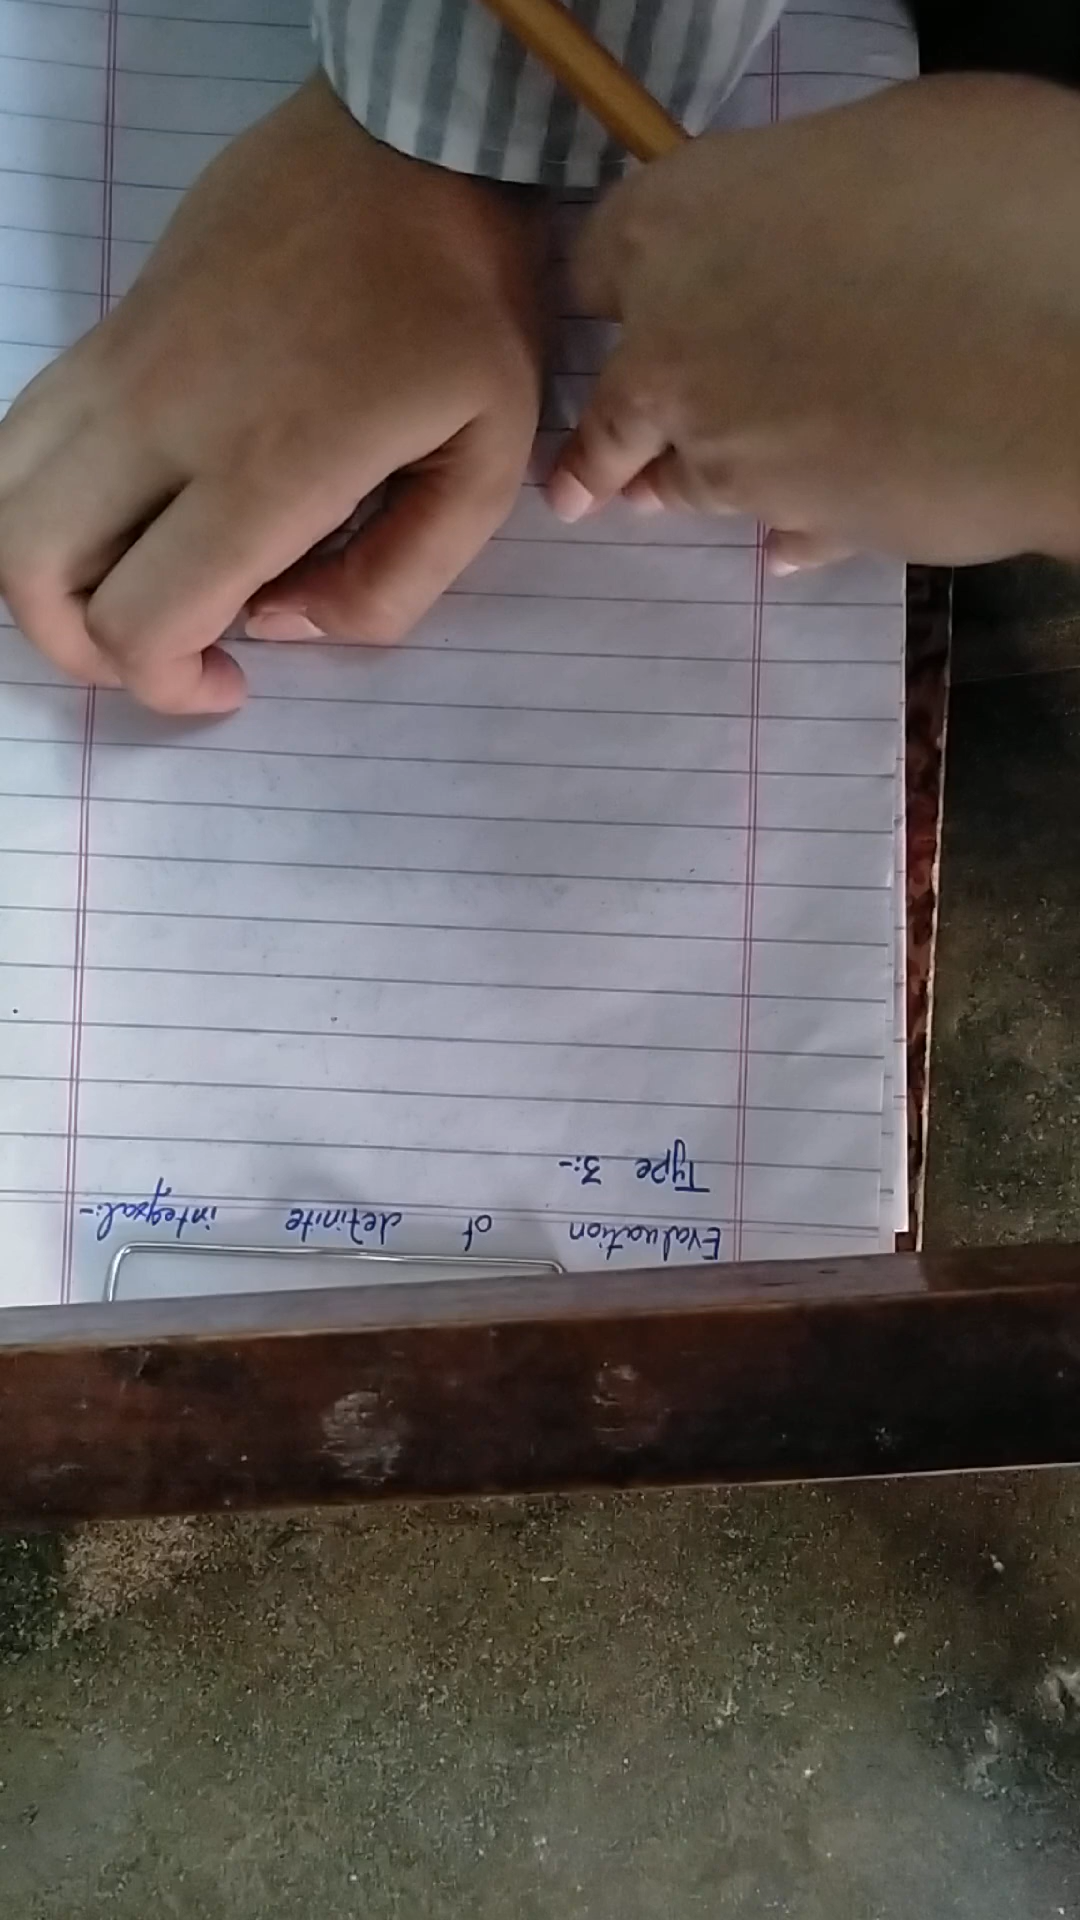 Evaluation of definite integral:-
Type 3:-